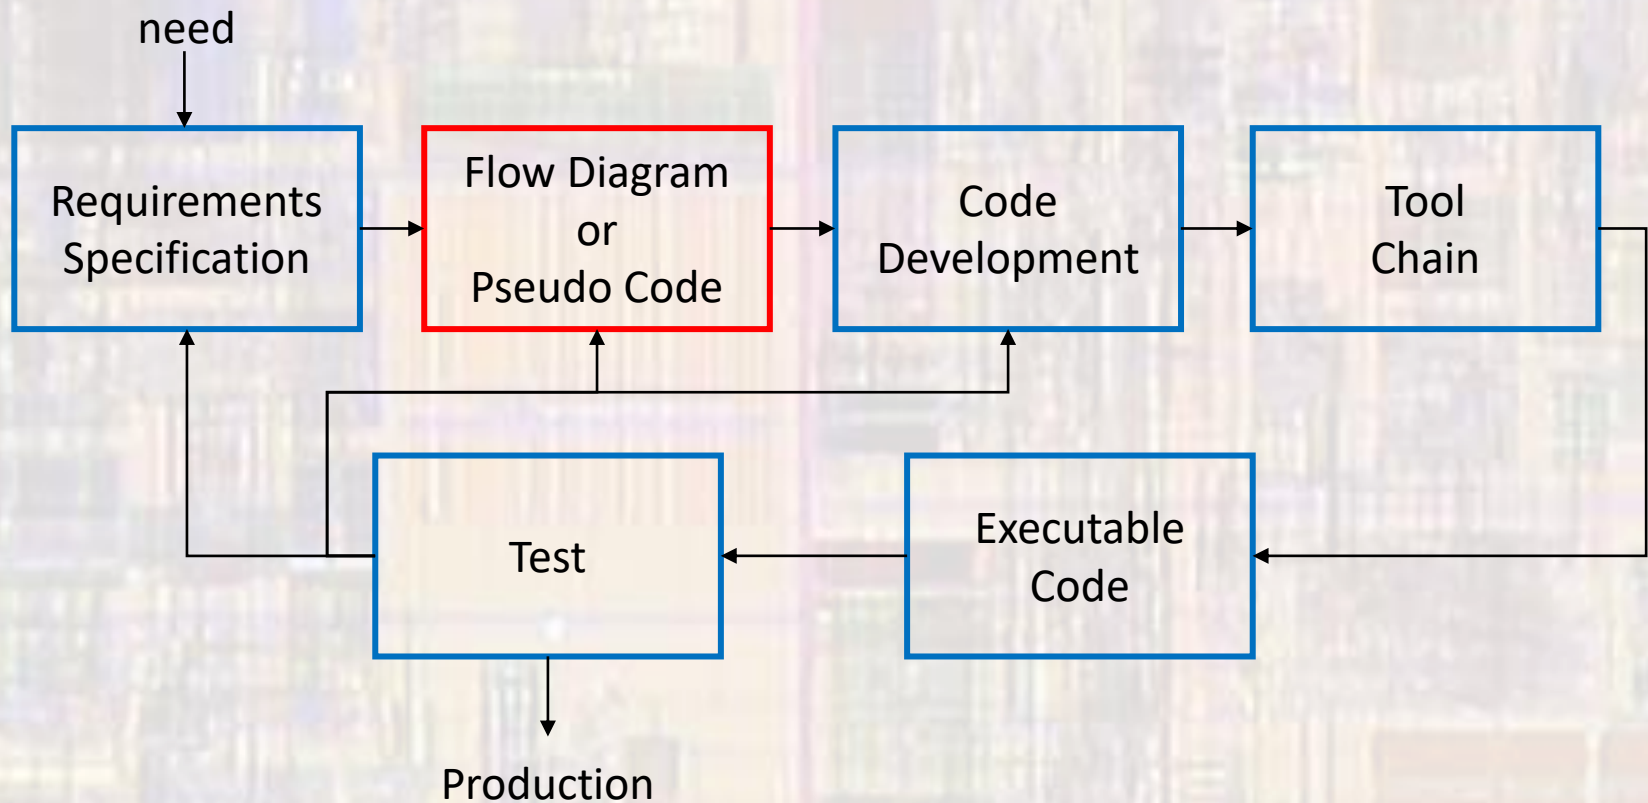 need
Requirements
Specification
Flow Diagram
or
Pseudo Code
Code
Development
Tool
Chain
Test
Executable
Code
Production